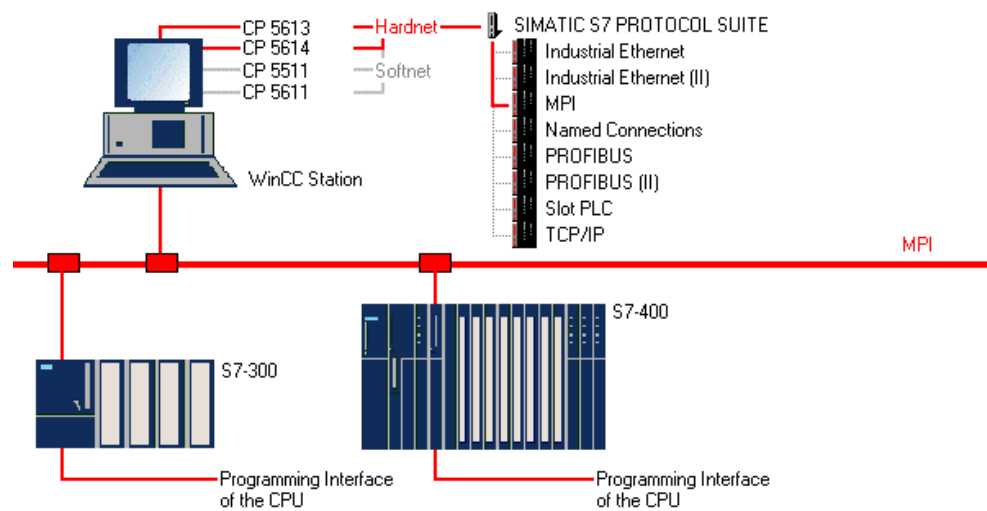 CP 5613
CP 5614
CP 5511
CP 5611
Hardnet
Softnet
SIMATIC S7 PROTOCOL SUITE
Industrial Ethernet
Industrial Ethernet (II)
MPI
Named Connections
PROFIBUS
PROFIBUS (II)
Slot PLC
TCP/IP
WinCC Station
MPI
S7-300
S7-400
Programming Interface
of the CPU
Programming Interface
of the CPU